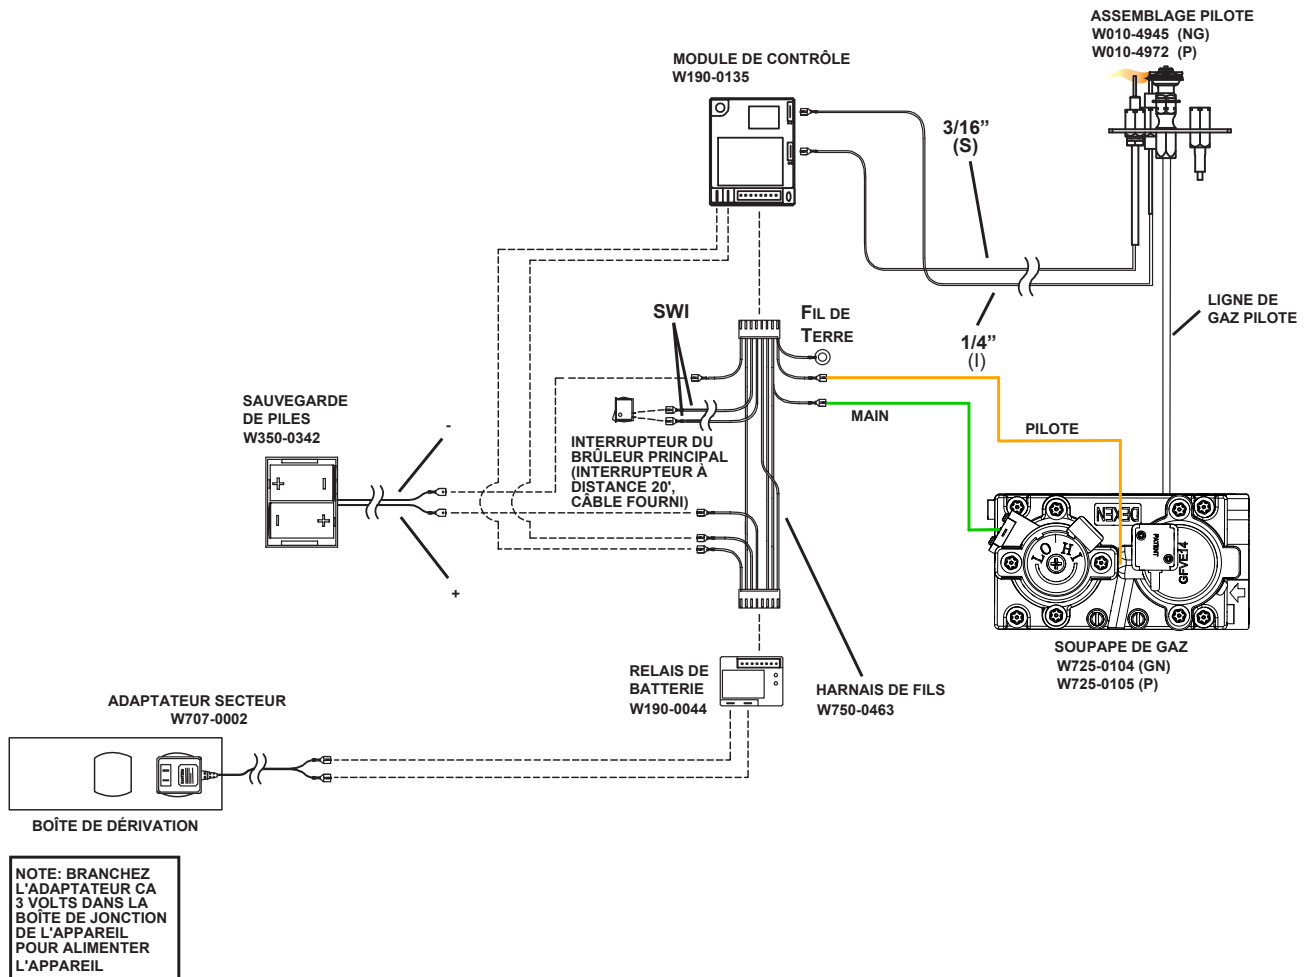 ASSEMBLAGE PILOTE
W010-4945 (NG)
W010-4972 (P)
MODULE DE CONTRÔLE
W190-0135
3/16”
(S)
LIGNE DE
GAZ PILOTE
SWI
FIL DE
TERRE
1/4”
(I)
SAUVEGARDE
DE PILES
W350-0342
-
MAIN
PILOTE
INTERRUPTEUR DU
BRÛLEUR PRINCIPAL
(INTERRUPTEUR À
DISTANCE 20',
CÂBLE FOURNI)
+ -
- +
DEXEN
LO HI
PATENT
GFVE14
+
SOUPAPE DE GAZ
W725-0104 (GN)
W725-0105 (P)
RELAIS DE
BATTERIE
W190-0044
HARNAIS DE FILS
W750-0463
ADAPTATEUR SECTEUR
W707-0002
BOÎTE DE DÉRIVATION
NOTE: BRANCHEZ
L'ADAPTATEUR CA
3 VOLTS DANS LA
BOÎTE DE JONCTION
DE L'APPAREIL
POUR ALIMENTER
L'APPAREIL